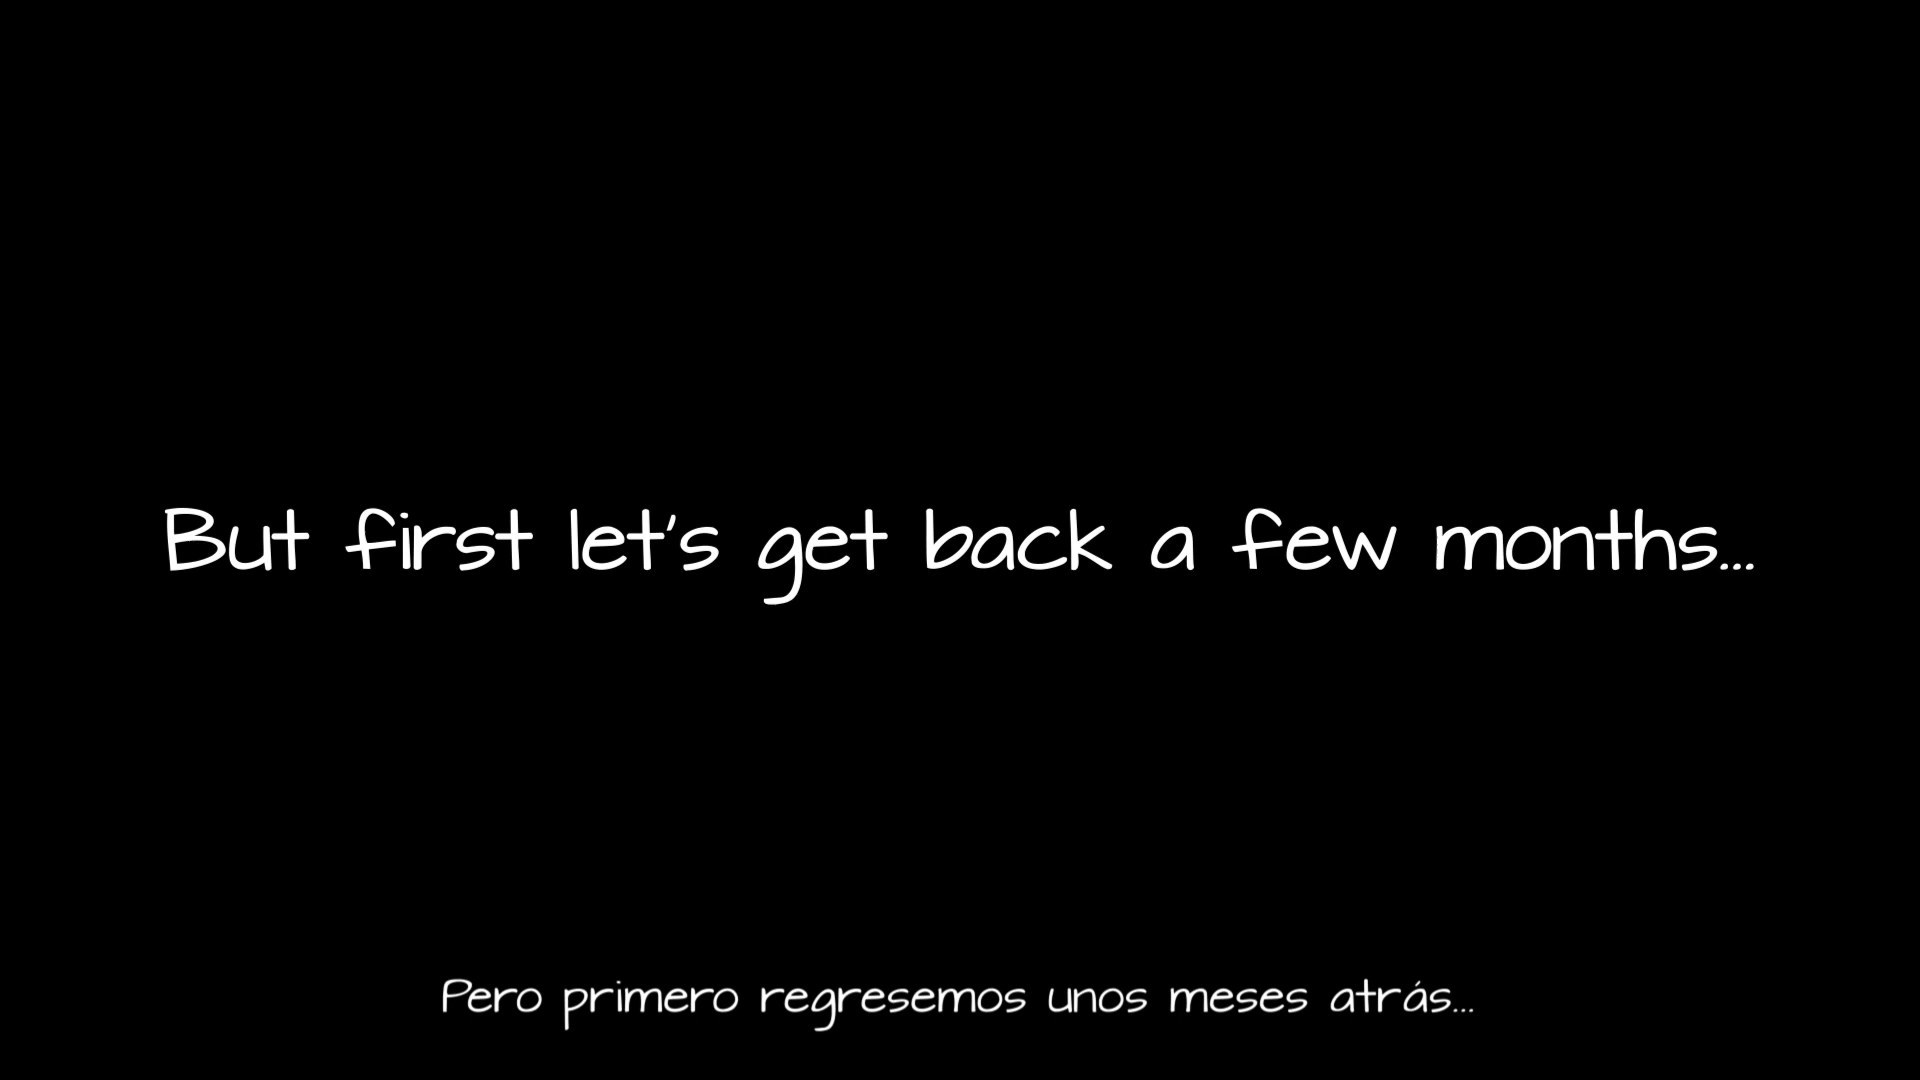 But first let's get back a few months...
Pero primero regresemos unos meses atrás...